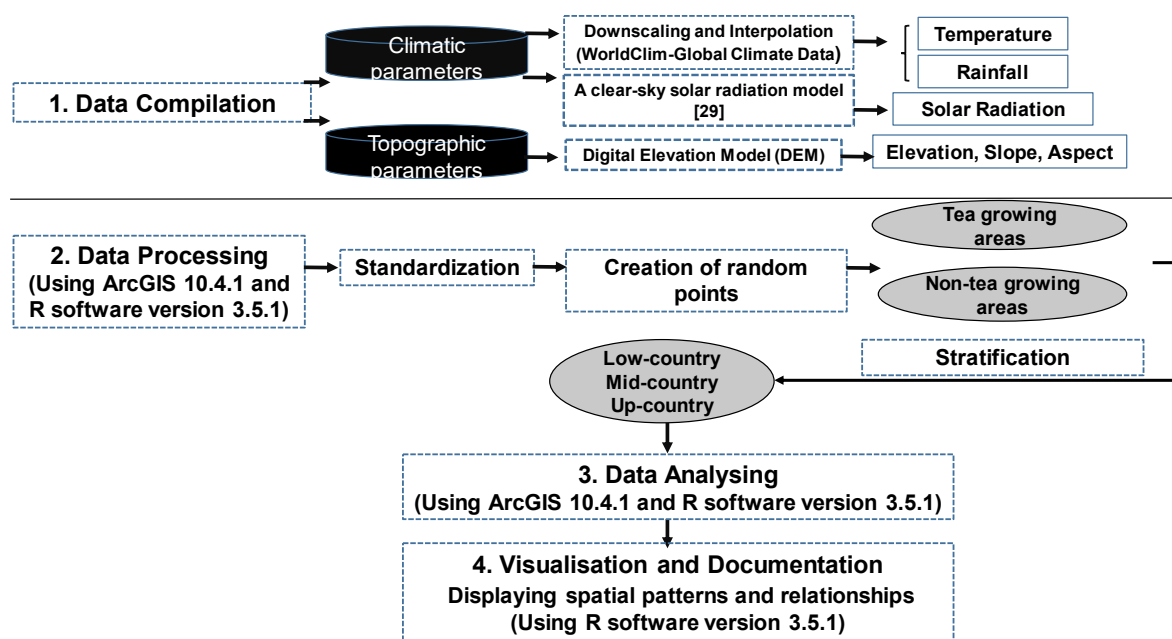 1. Data Compilation
Climatic
parameters
Downscaling and Interpolation
(WorldClim-Global Climate Data)
Temperature
Rainfall
A clear-sky solar radiation model
[29]
Solar Radiation
Topographic
parameters
Digital Elevation Model (DEM)
Elevation, Slope, Aspect
2. Data Processing
(Using ArcGIS 10.4.1 and
R software version 3.5.1)
Standardization
Creation of random
points
Tea growing
areas
Non-tea growing
areas
Stratification
Low-country
Mid-country
Up-country
3. Data Analysing
(Using ArcGIS 10.4.1 and R software version 3.5.1)
4. Visualisation and Documentation
Displaying spatial patterns and relationships
(Using R software version 3.5.1)